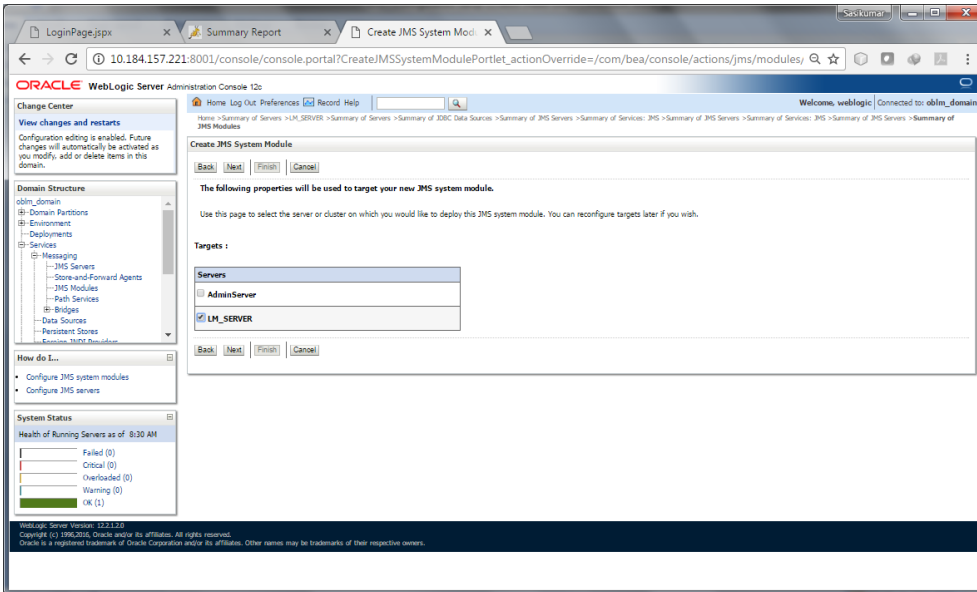 Sasikumar
LoginPage.jspx
Summary Report
Create JMS System Modu
10.184.157.221:8001/console/console.portal?CreateJMSSystemModulePortlet_actionOverride=/com/bea/console/actions/jms/modules/
ORACLE WebLogic Server Administration Console 12c
Change Center
View changes and restarts
Configuration editing is enabled. Future
changes will automatically be activated as
you modify, add or delete items in this
domain.
Domain Structure
oblm_domain
Domain Partitions
Environment
Deployments
Services
Messaging
JMS Servers
Store-and-Forward Agents
JMS Modules
Path Services
Bridges
Data Sources
Persistent Stores
Foreign JNDI Providers
How do I...
Configure JMS system modules
Configure JMS servers
System Status
Health of Running Servers as of 8:30 AM
Failed (0)
Critical (0)
Overloaded (0)
Warning (0)
OK (1)
Home Log Out Preferences Record Help
Welcome, weblogic Connected to: oblm_domain
Home >Summary of Servers >LM_SERVER >Summary of Servers >Summary of JDBC Data Sources >Summary of JMS Servers >Summary of Services: JMS >Summary of JMS Servers >Summary of Services: JMS >Summary of JMS Servers >Summary of
JMS Modules
Create JMS System Module
Back Next Finish Cancel
The following properties will be used to target your new JMS system module.
Use this page to select the server or cluster on which you would like to deploy this JMS system module. You can reconfigure targets later if you wish.
Targets :
Servers
AdminServer
LM_SERVER
Back Next Finish Cancel
WebLogic Server Version: 12.2.1.2.0
Copyright (c) 1996,2016, Oracle and/or its affiliates. All rights reserved.
Oracle is a registered trademark of Oracle Corporation and/or its affiliates. Other names may be trademarks of their respective owners.